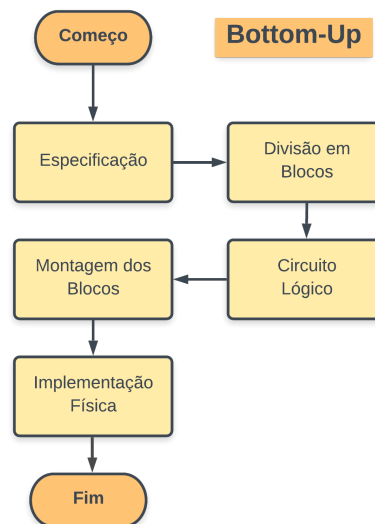 Começo
Bottom-Up
Especificação
Divisão em
Blocos
Circuito
Lógico
Montagem dos
Blocos
Implementação
Física
Fim